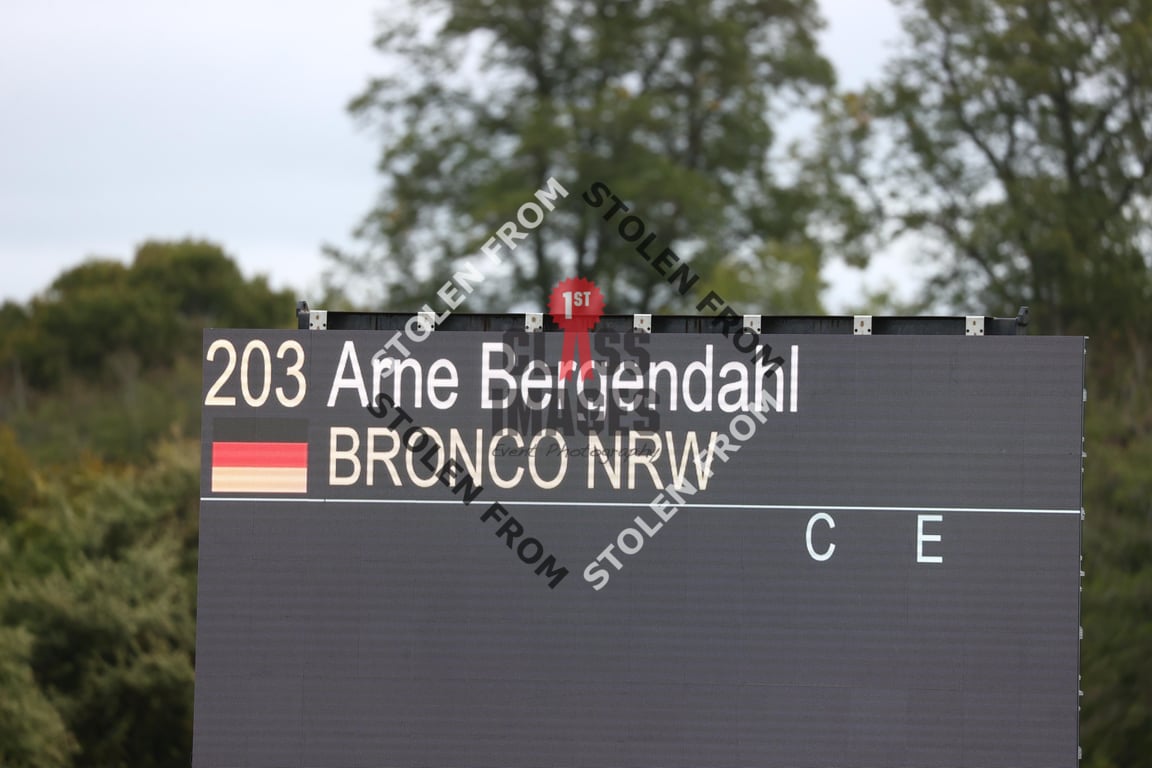 203 Arne Bergendahl
BRONCO NRW
C E
STOLEN FROM
STOLEN FROM
STOLEN FROM
STOLEN FROM
1ST
CLASS
IMAGES
Event Photography